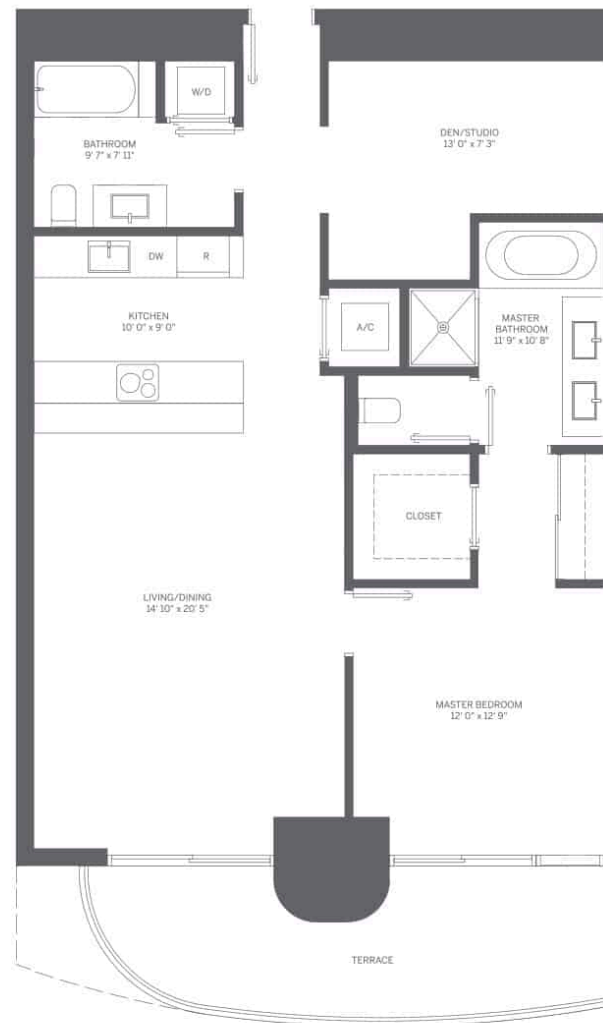 W/D
BATHROOM
9' 7" x 7' 11"
DEN/STUDIO
13' 0" x 7' 3"
DW
R
KITCHEN
10' 0" x 9' 0"
A/C
MASTER
BATHROOM
11' 9" x 10' 8"
CLOSET
LIVING/DINING
14' 10" x 20' 5"
MASTER BEDROOM
12' 0" x 12' 9"
TERRACE